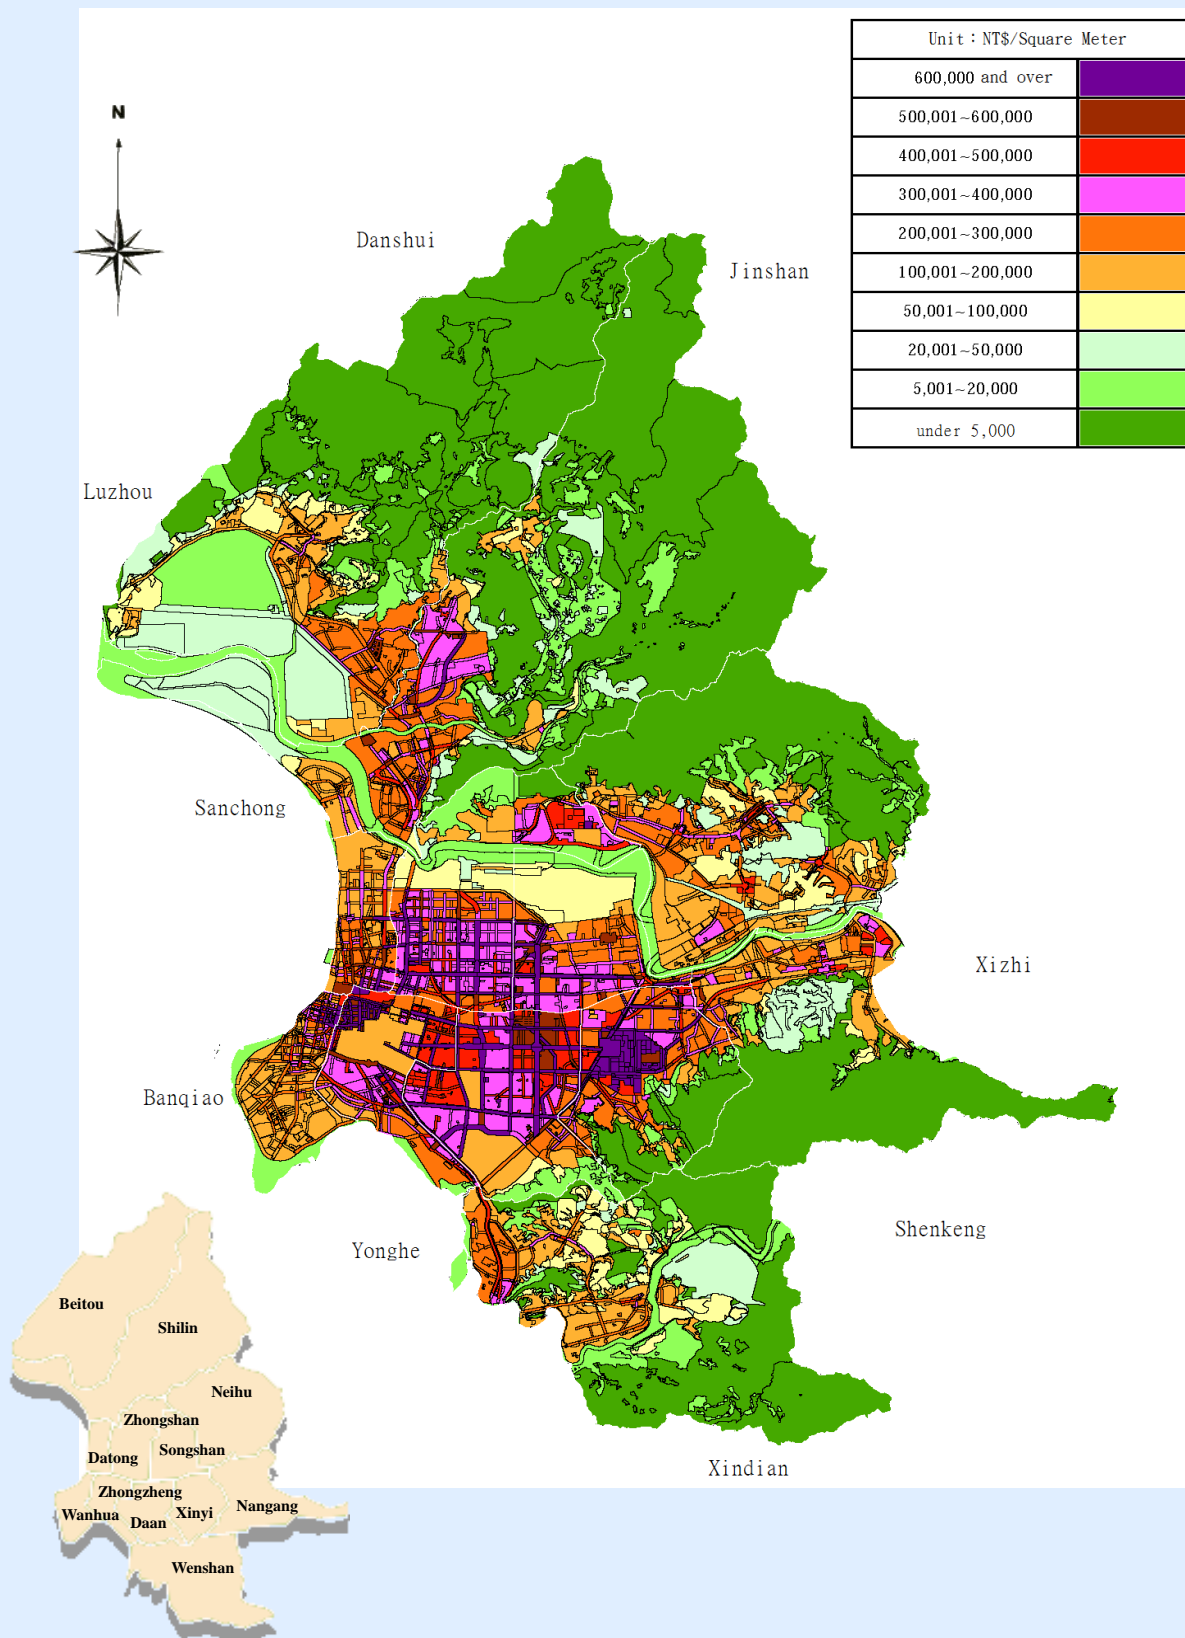 Unit：NT$/Square Meter
600,000 and over
500,001~600,000
400,001~500,000
300,001~400,000
200,001~300,000
100,001~200,000
50,001~100,000
20,001~50,000
5,001~20,000
under 5,000
N
Danshui
Jinshan
Luzhou
Sanchong
Xizhi
Banqiao
Shenkeng
Yonghe
Xindian
Beitou
Shilin
Neihu
Zhongshan
Datong
Songshan
Zhongzheng
Wanhua
Daan
Xinyi
Nangang
Wenshan